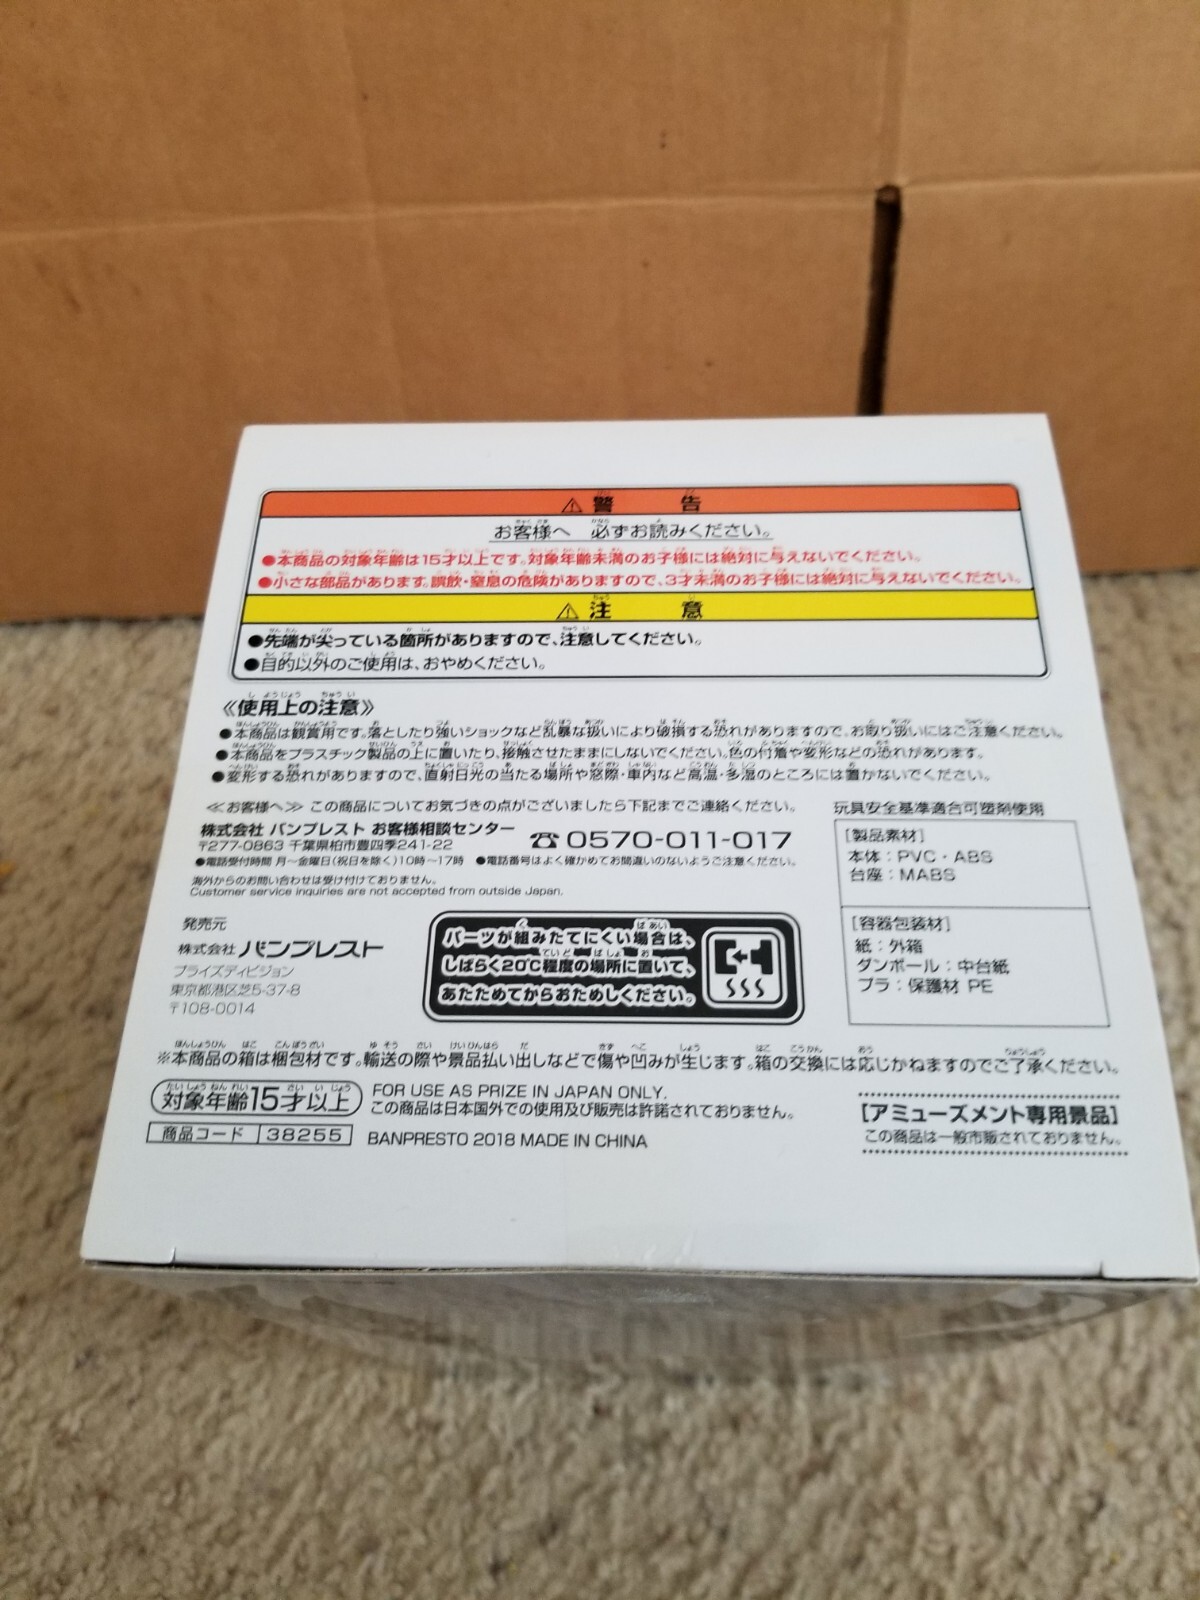 ⚠警告
お客様へ 必ずお読みください。
●本商品の対象年齢は15才以上です。対象年齢未満のお子様には絶対に与えないでください。
●小さな部品があります。誤飲・窒息の危険がありますので、3才未満のお子様には絶対に与えないでください。
⚠注意
●先端が尖っている箇所がありますので、注意してください。
●目的以外のご使用は、おやめください。
《使用上の注意》
●本商品は観賞用です。落としたり強いショックなど乱暴な扱いにより破損する恐れがありますので、お取り扱いにはご注意ください。
●本商品をプラスチック製品の上に置いたり、接触させたままにしないでください。色の付着や変形などの恐れがあります。
●変形する恐れがありますので、直射日光の当たる場所や窓際・車内など高温・多湿のところには置かないでください。
≪お客様へ≫ この商品についてお気づきの点がございましたら下記までご連絡ください。
株式会社 バンプレスト お客様相談センター
〒277-0863 千葉県柏市豊四季241-22
☎0570-011-017
●電話受付時間 月〜金曜日(祝日を除く)10時〜17時 ●電話番号はよく確かめてお間違いのないようご注意ください。
海外からのお問い合わせは受け付けておりません。
Customer service inquiries are not accepted from outside Japan.
玩具安全基準適合可塑剤使用
[製品素材]
本体：PVC・ABS
台座：MABS
[容器包装材]
紙：外箱
ダンボール：中台紙
プラ：保護材 PE
発売元
株式会社 バンプレスト
プライズディビジョン
東京都港区芝5-37-8
〒108-0014
パーツが組みたてにくい場合は、
しばらく20℃程度の場所に置いて、
あたためてからおためしください。
※本商品の箱は梱包材です。輸送の際や景品払い出しなどで傷や凹みが生じます。箱の交換には応じかねますのでご了承ください。
対象年齢15才以上
FOR USE AS PRIZE IN JAPAN ONLY.
この商品は日本国外での使用及び販売は許諾されておりません。
商品コード 38255
BANPRESTO 2018 MADE IN CHINA
[アミューズメント専用景品]
この商品は一般市販されておりません。